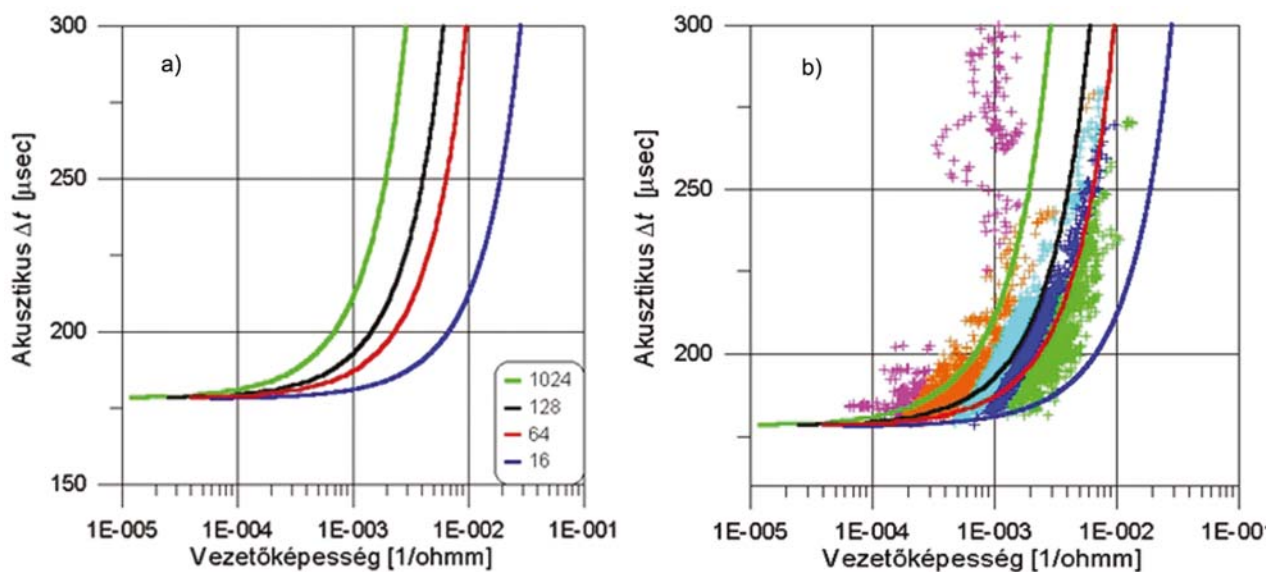 300
250
200
150
Akusztikus Δt [μsec]
a)
1024
128
64
16
1E-005 1E-004 1E-003 1E-002 1E-001
Vezetőképesség [1/ohmm]
300
250
200
Akusztikus Δt [μsec]
b)
1E-005 1E-004 1E-003 1E-002 1E-001
Vezetőképesség [1/ohmm]